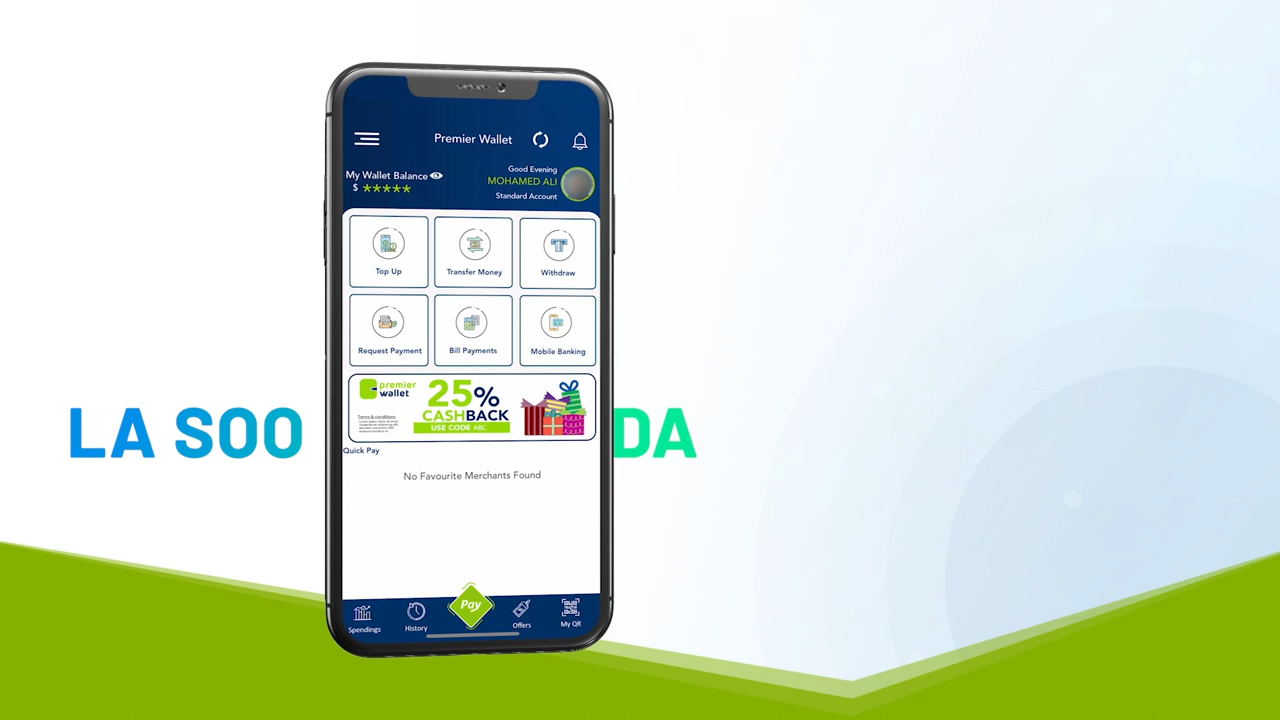 Premier Wallet
Good Evening
My Wallet Balance
MOHAMED ALI
$ *****
Standard Account
Top Up
Transfer Money
Withdraw
Request Payment
Bill Payments
Mobile Banking
premier
wallet
25%
CASHBACK
USE CODE ABC
Terms & conditions
LA SOO
DA
Quick Pay
No Favourite Merchants Found
Pay
Spendings
History
Offers
My QR